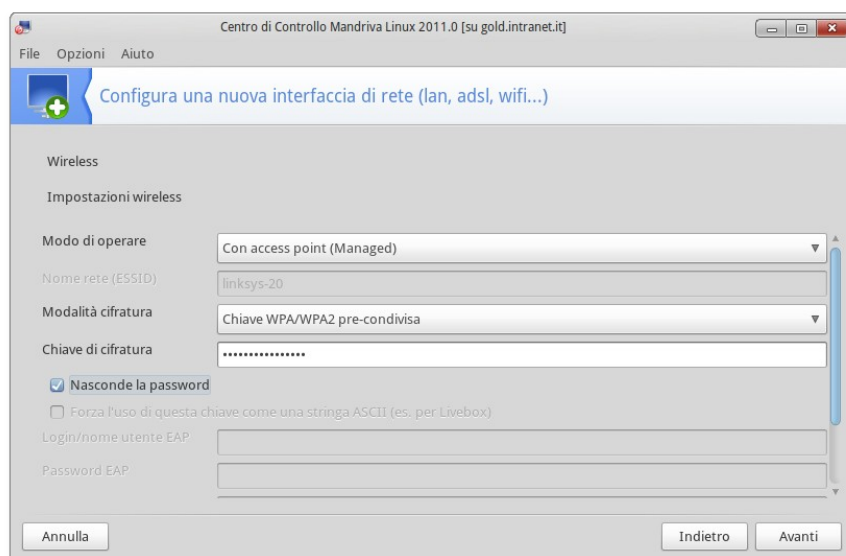 Centro di Controllo Mandriva Linux 2011.0 [su gold.intranet.it]
File Opzioni Aiuto
Configura una nuova interfaccia di rete (lan, adsl, wifi...)
Wireless
Impostazioni wireless
Modo di operare
Con access point (Managed)
Nome rete (ESSID)
linksys-20
Modalità cifratura
Chiave WPA/WPA2 pre-condivisa
Chiave di cifratura
••••••••••••••••
Nasconde la password
Forza l'uso di questa chiave come una stringa ASCII (es. per Livebox)
Login/nome utente EAP
Password EAP
Annulla Indietro Avanti